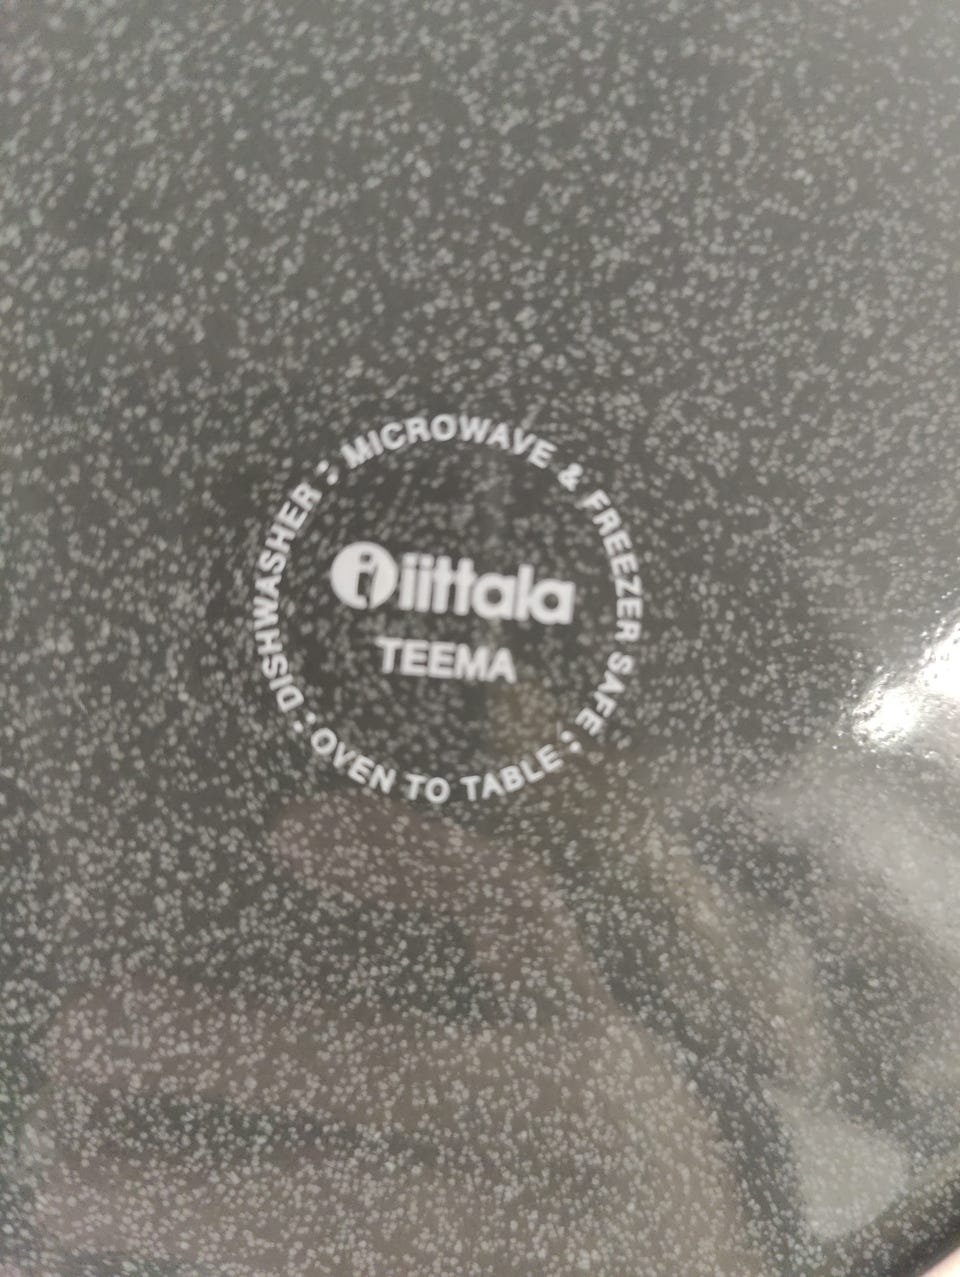 DISHWASHER : MICROWAVE & FREEZER SAFE : OVEN TO TABLE :
i iittala
TEEMA